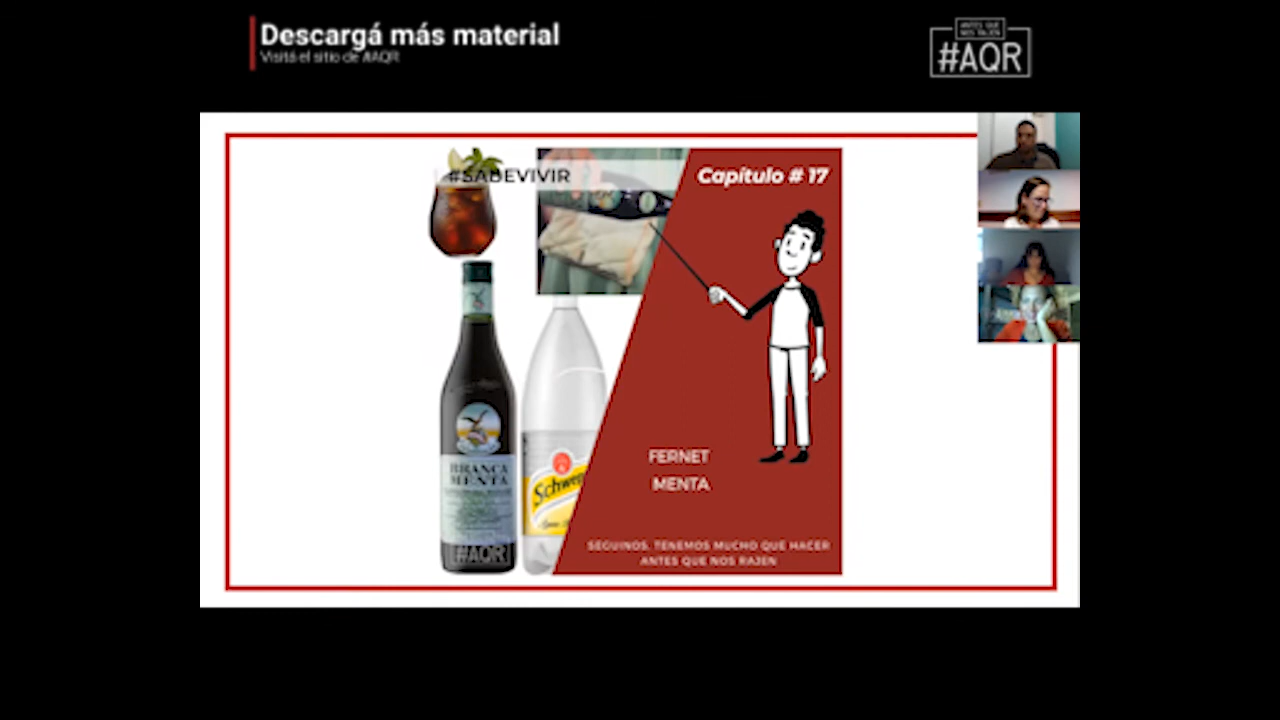 Descargá más material
Visitá el sitio de #AQR
ANTES QUE
NOS RAJEN
#AQR
#SABEVIVIR
Capítulo # 17
BRANCA
MENTA
#AQR
Schwep
FERNET
MENTA
SEGUINOS. TENEMOS MUCHO QUE HACER
ANTES QUE NOS RAJEN